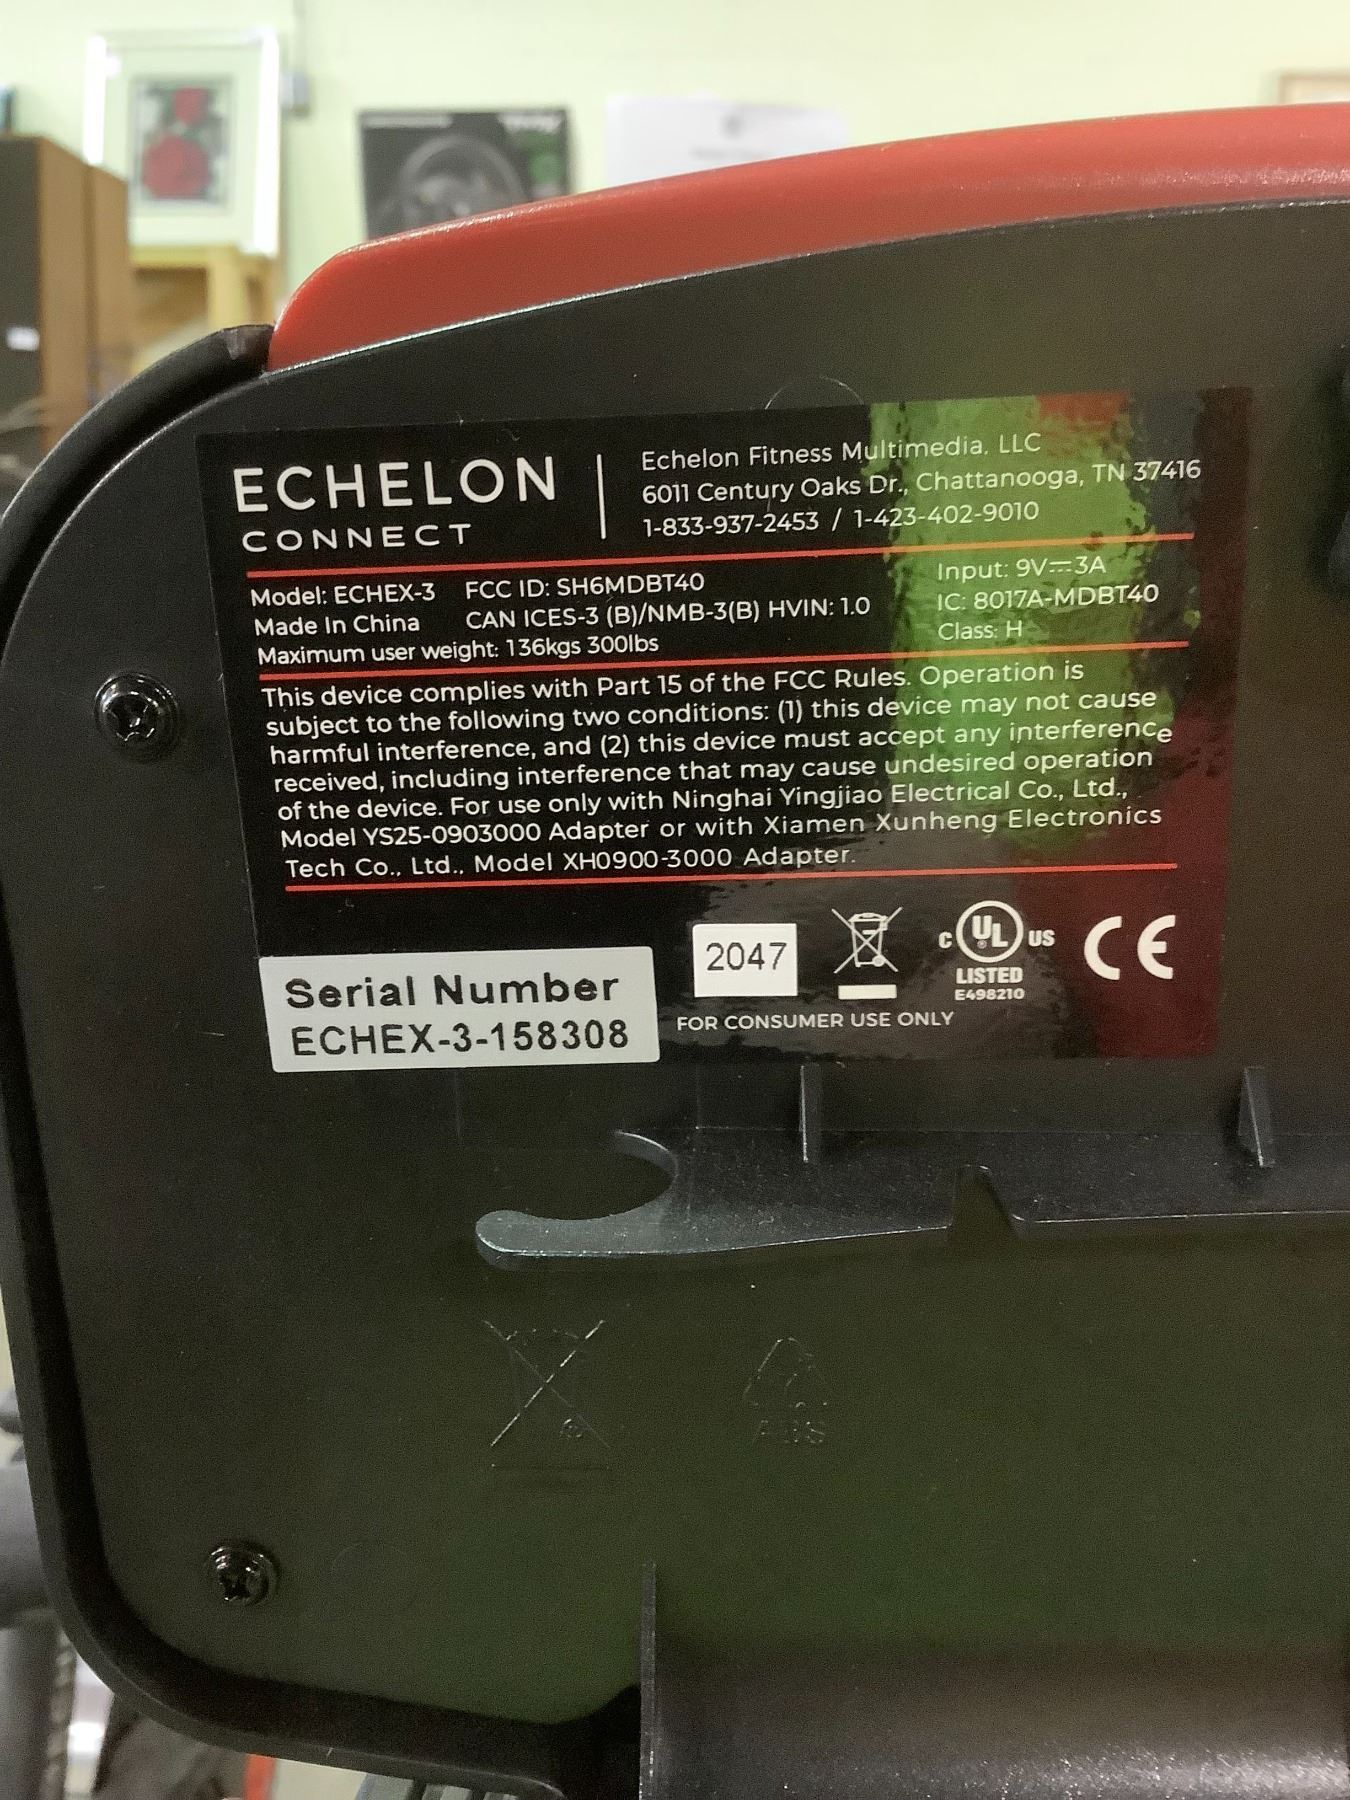 ECHELON
CONNECT
Echelon Fitness Multimedia, LLC
6011 Century Oaks Dr., Chattanooga, TN 37416
1-833-937-2453 / 1-423-402-9010
Model: ECHEX-3 FCC ID: SH6MDBT40 Input: 9V⎓3A
Made In China CAN ICES-3 (B)/NMB-3(B) HVIN: 1.0 IC: 8017A-MDBT40
Maximum user weight: 136kgs 300lbs Class: H
This device complies with Part 15 of the FCC Rules. Operation is
subject to the following two conditions: (1) this device may not cause
harmful interference, and (2) this device must accept any interference
received, including interference that may cause undesired operation
of the device. For use only with Ninghai Yingjiao Electrical Co., Ltd.,
Model YS25-0903000 Adapter or with Xiamen Xunheng Electronics
Tech Co., Ltd., Model XH0900-3000 Adapter.
Serial Number
ECHEX-3-158308
2047
C UL US
LISTED
E498210
CE
FOR CONSUMER USE ONLY
ABS